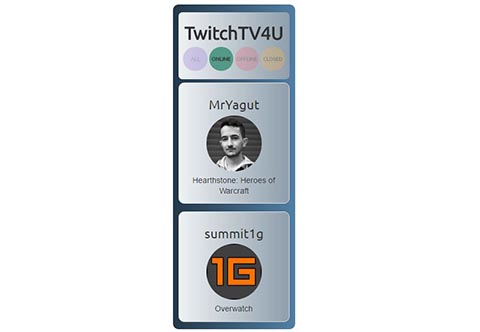 TwitchTV4U
ALL ONLINE OFFLINE CLOSED
MrYagut
Hearthstone: Heroes of
Warcraft
summit1g
1G
Overwatch